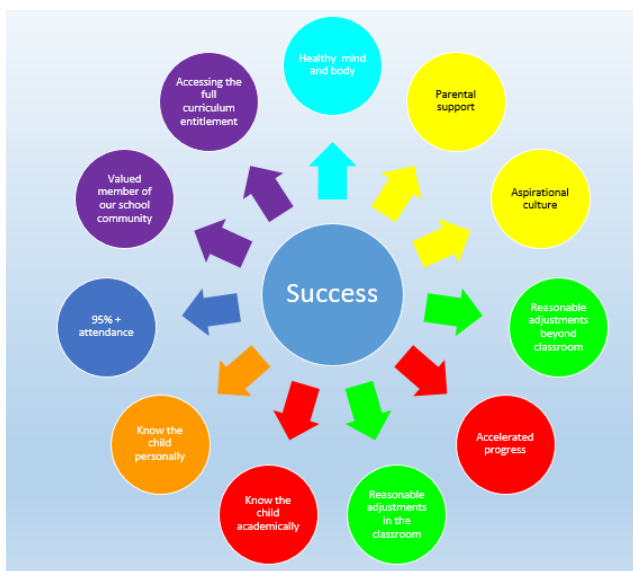 Healthy mind
and body
Parental
support
Aspirational
culture
Reasonable
adjustments
beyond
classroom
Accelerated
progress
Reasonable
adjustments
in the
classroom
Know the
child
academically
Know the
child
personally
95% +
attendance
Valued
member of
our school
community
Accessing the
full
curriculum
entitlement
Success